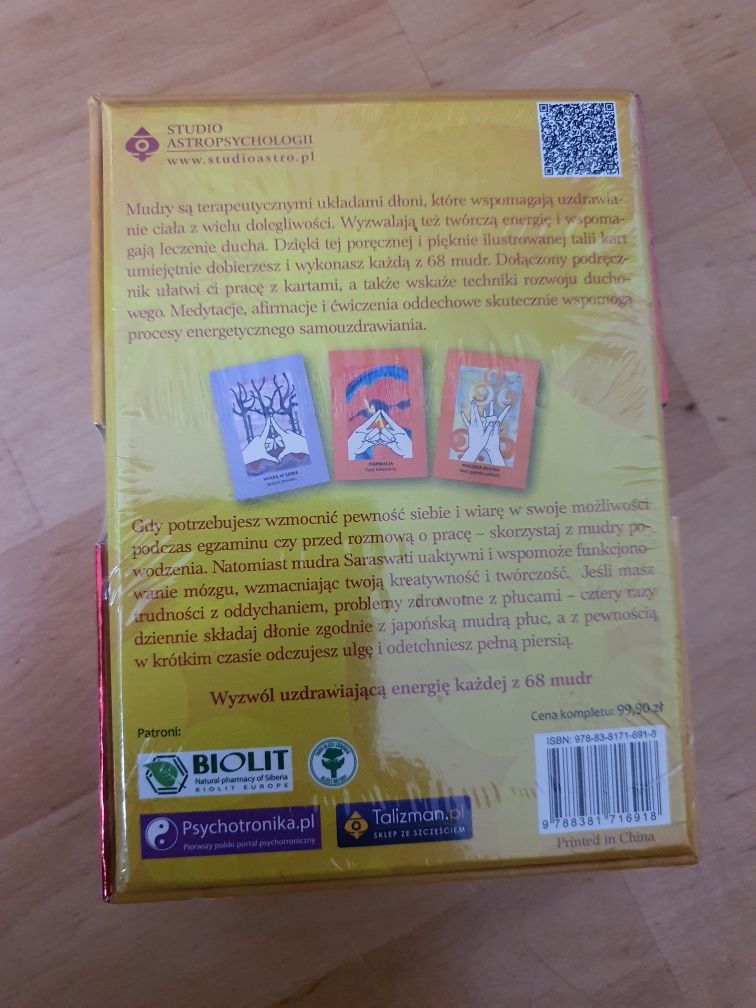 STUDIO
ASTROPSYCHOLOGII
www.studioastro.pl
Mudry są terapeutycznymi układami dłoni, które wspomagają uzdrawia-
nie ciała z wielu dolegliwości. Wyzwalają też twórczą energię i wspoma-
gają leczenie ducha. Dzięki tej poręcznej i pięknie ilustrowanej talii kart
umiejętnie dobierzesz i wykonasz każdą z 68 mudr. Dołączony podręcz-
nik ułatwi ci pracę z kartami, a także wskaże techniki rozwoju ducho-
wego. Medytacje, afirmacje i ćwiczenia oddechowe skutecznie wspomogą
procesy energetycznego samouzdrawiania.
WIARA W SIEBIE
INSPIRACJA
Gdy potrzebujesz wzmocnić pewność siebie i wiarę w swoje możliwości
podczas egzaminu czy przed rozmową o pracę – skorzystaj z mudry po-
wodzenia. Natomiast mudra Saraswati uaktywni i wspomoże funkcjono-
wanie mózgu, wzmacniając twoją kreatywność i twórczość. Jeśli masz
trudności z oddychaniem, problemy zdrowotne z płucami – cztery razy
dziennie składaj dłonie zgodnie z japońską mudrą płuc, a z pewnością
w krótkim czasie odczujesz ulgę i odetchniesz pełną piersią.
Wyzwól uzdrawiającą energię każdej z 68 mudr
Cena kompletu: 99,90 zł
Patroni:
BIOLIT
Natural pharmacy of Siberia
BIOLIT EUROPE
Psychotronika.pl
Pierwszy polski portal psychotroniczny
Talizman.pl
SKLEP ZE SZCZĘŚCIEM
ISBN: 978-83-8171-691-8
9 788381 716918
Printed in China